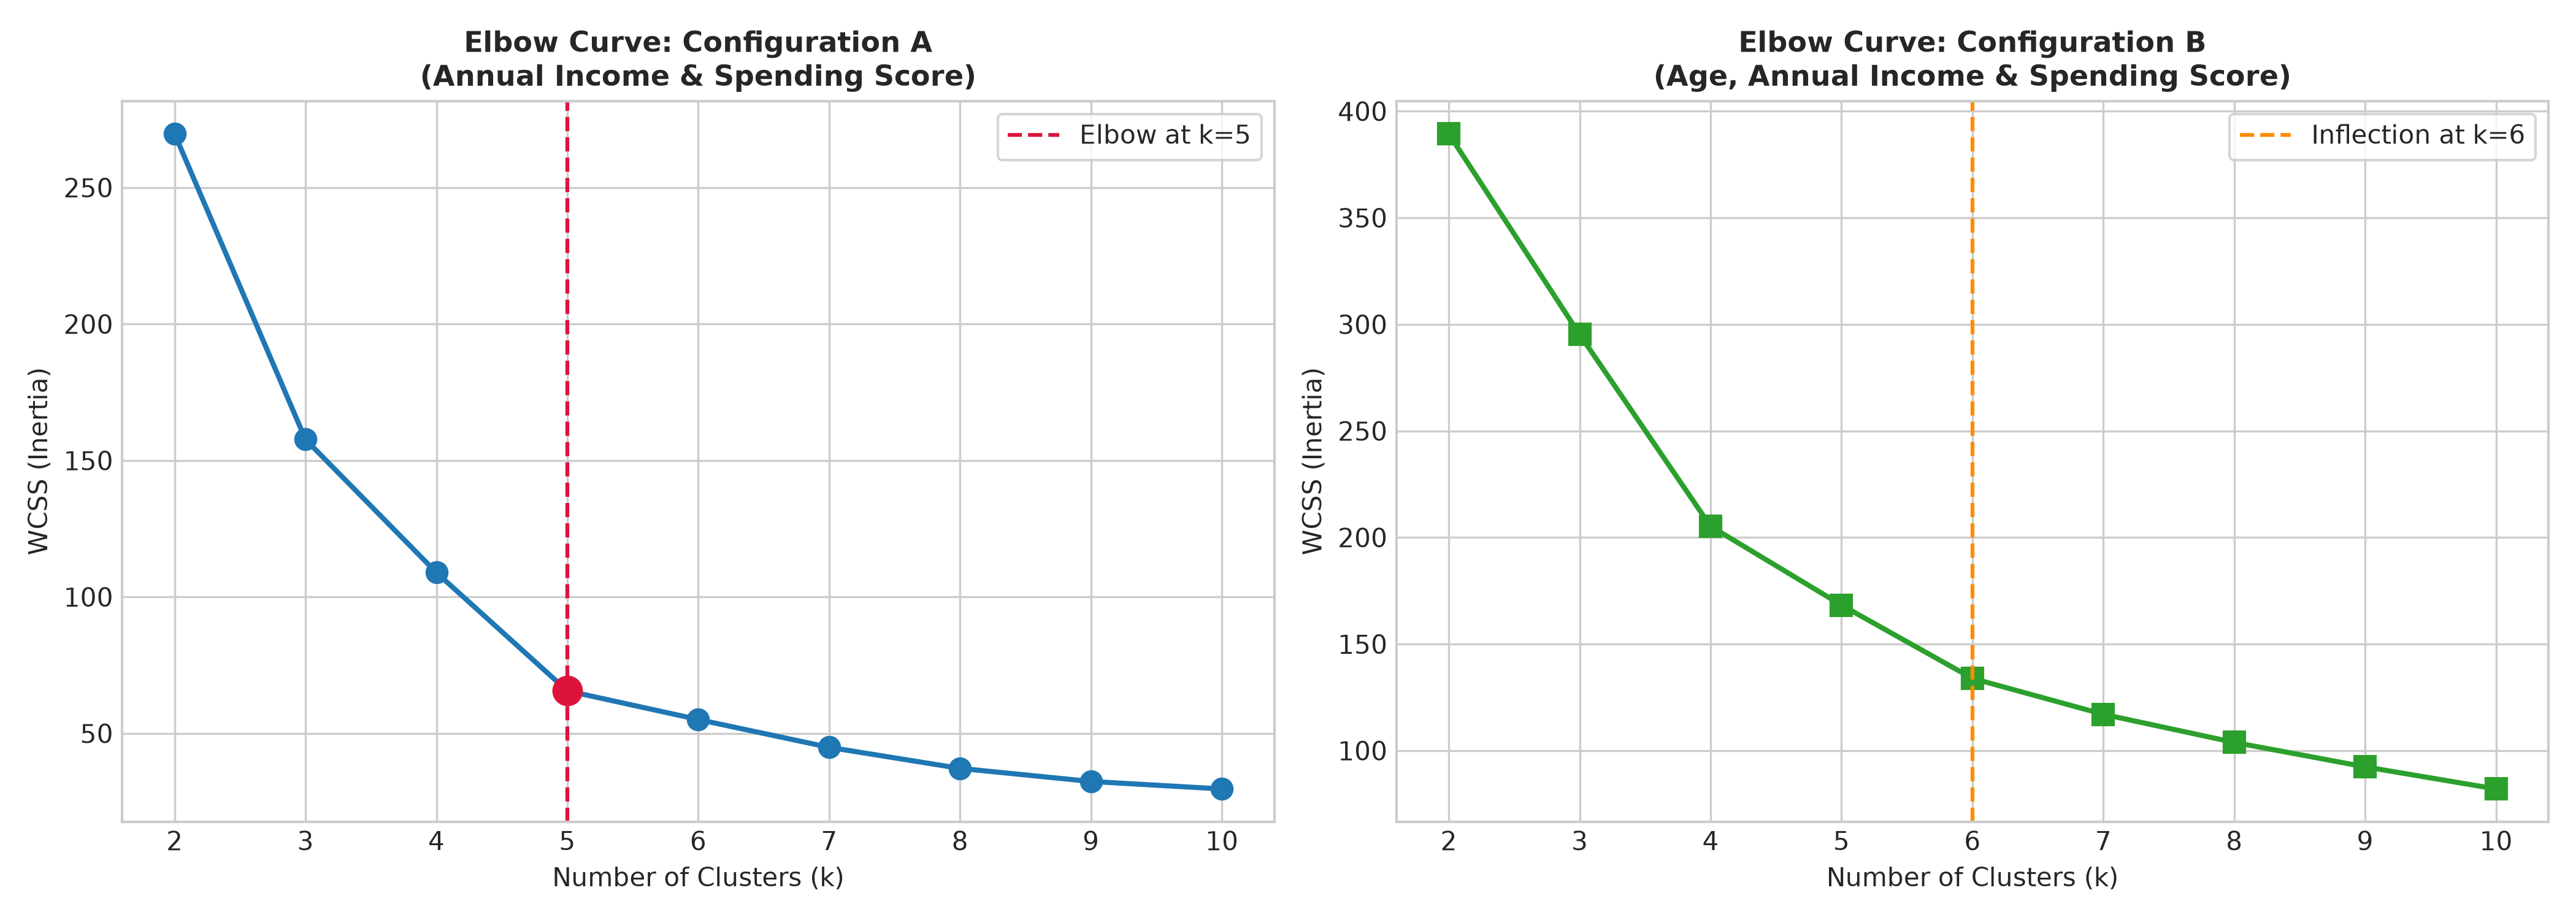 Elbow Curve: Configuration A
(Annual Income & Spending Score)
Elbow at k=5
WCSS (Inertia)
250
200
150
100
50
2 3 4 5 6 7 8 9 10
Number of Clusters (k)
Elbow Curve: Configuration B
(Age, Annual Income & Spending Score)
Inflection at k=6
WCSS (Inertia)
400
350
300
250
200
150
100
2 3 4 5 6 7 8 9 10
Number of Clusters (k)